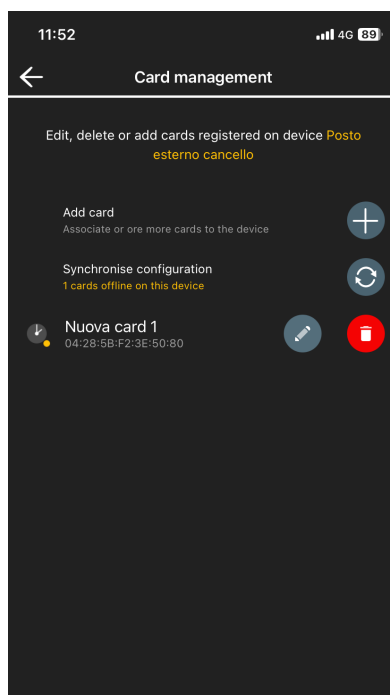 11:52
4G 89
Card management
Edit, delete or add cards registered on device Posto
esterno cancello
Add card
Associate or ore more cards to the device
Synchronise configuration
1 cards offline on this device
Nuova card 1
04:28:5B:F2:3E:50:80